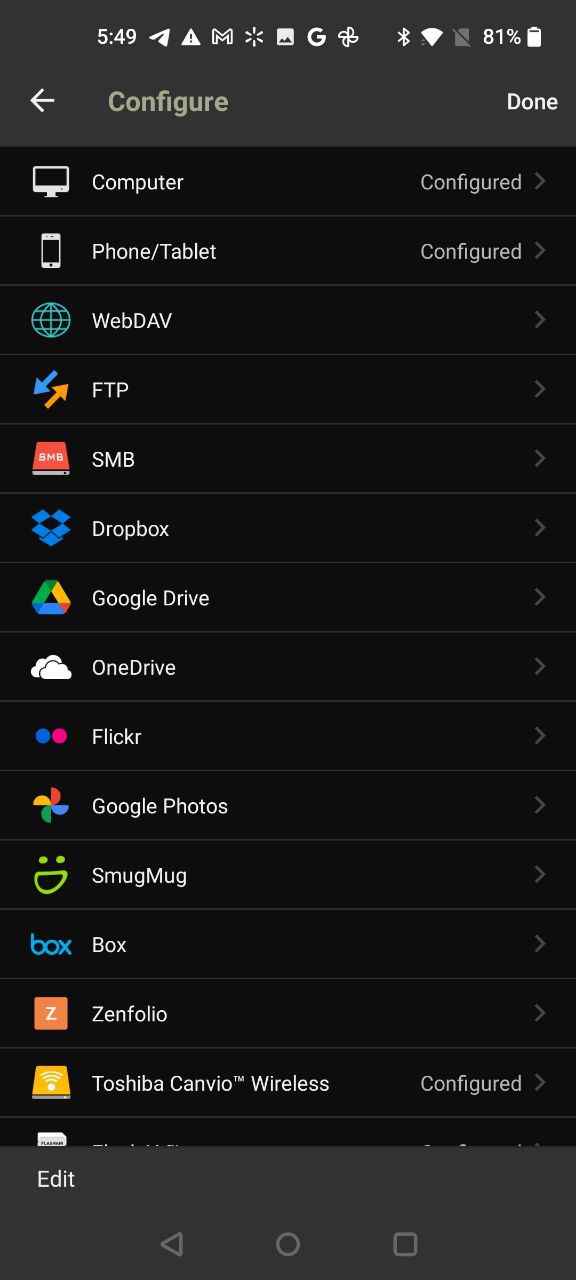 5:49 81%
Configure Done
Computer Configured
Phone/Tablet Configured
WebDAV
FTP
SMB SMB
Dropbox
Google Drive
OneDrive
Flickr
Google Photos
SmugMug
box Box
Z Zenfolio
Toshiba Canvio™ Wireless Configured
FLASHAIR
Edit